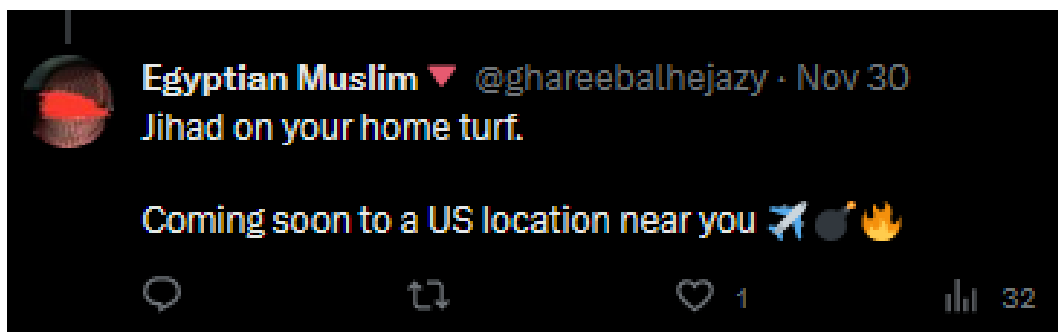 Egyptian Muslim🔻 @ghareebalhejazy · Nov 30
Jihad on your home turf.
Coming soon to a US location near you ✈️💣🔥
1 32